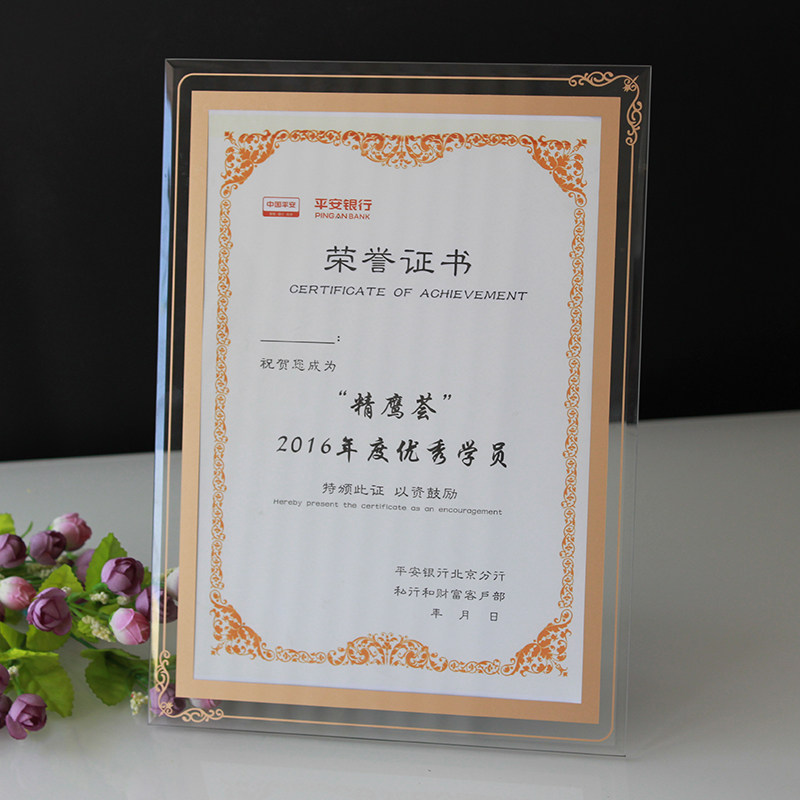 中国平安
平安银行
PING AN BANK
荣誉证书
CERTIFICATE OF ACHIEVEMENT
:
祝贺您成为
“精鹰荟”
2016年度优秀学员
特颁此证 以资鼓励
Hereby present the certificate as an encouragement
平安银行北京分行
私行和财富客戶部
年 月 日